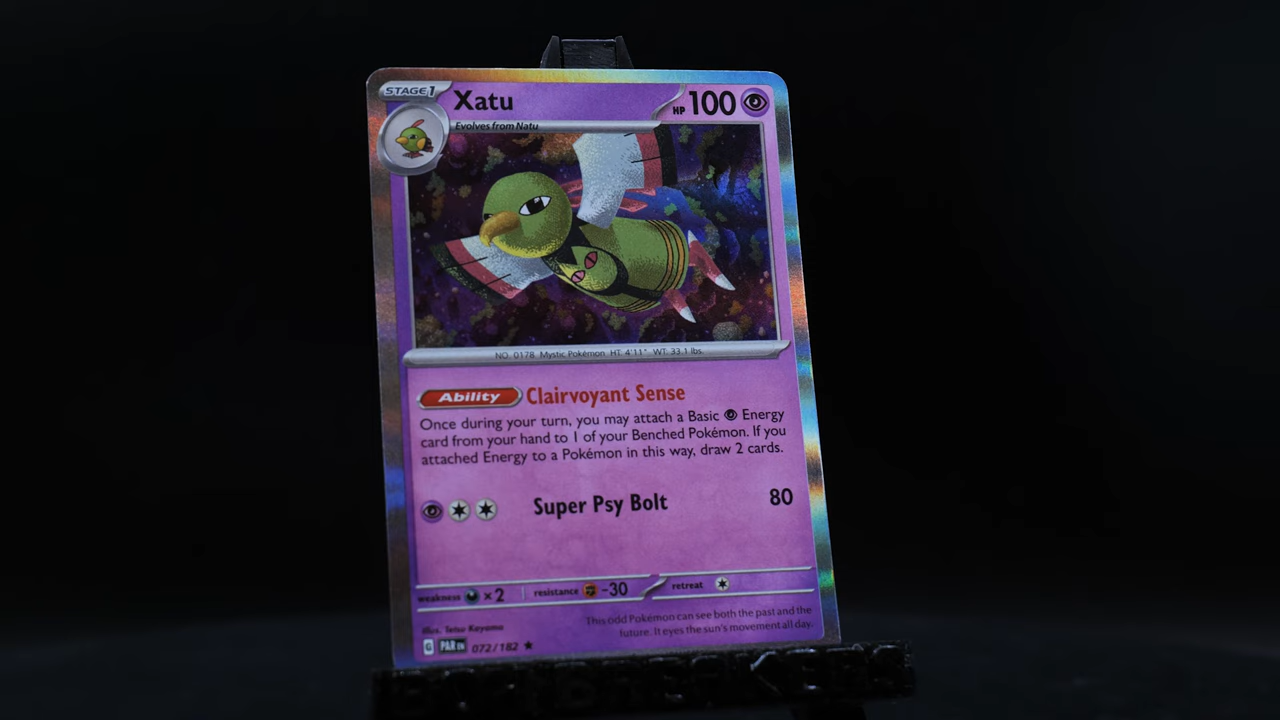 STAGE1
Xatu
HP 100
Evolves from Natu
NO. 0178 Mystic Pokémon HT: 4'11" WT: 33.1 lbs.
Ability Clairvoyant Sense
Once during your turn, you may attach a Basic Energy
card from your hand to 1 of your Benched Pokémon. If you
attached Energy to a Pokémon in this way, draw 2 cards.
Super Psy Bolt 80
weakness ×2 resistance -30 retreat
This odd Pokémon can see both the past and the
future. It eyes the sun's movement all day.
Illus. Tetsu Kayama
G PAR EN 072/182